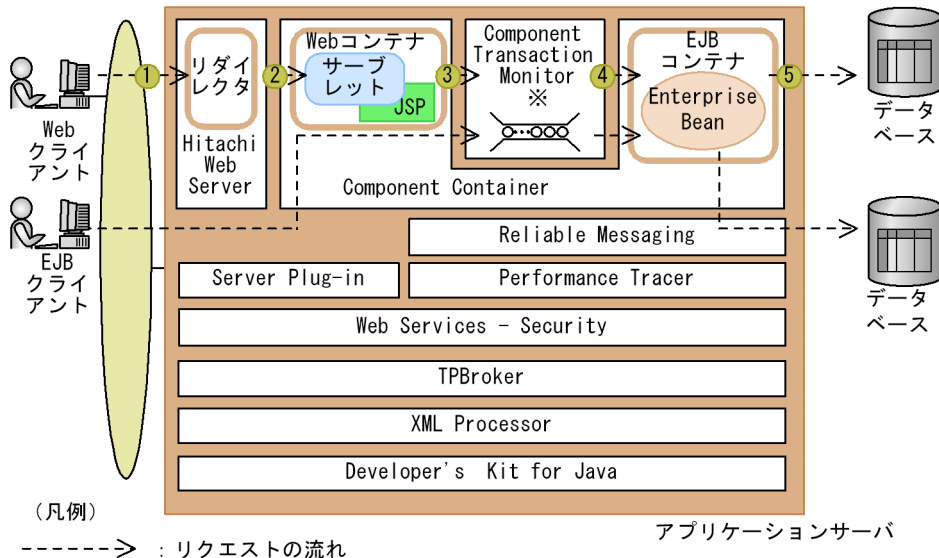 リダイ
レクタ
Hitachi
Web
Server
Webコンテナ
サーブ
レット
JSP
Component
Transaction
Monitor
※
EJB
コンテナ
Enterprise
Bean
Component Container
1
2
3
4
5
Web
クライ
アント
EJB
クライ
アント
データ
ベース
データ
ベース
Reliable Messaging
Server Plug-in
Performance Tracer
Web Services - Security
TPBroker
XML Processor
Developer's Kit for Java
アプリケーションサーバ
(凡例)
：リクエストの流れ